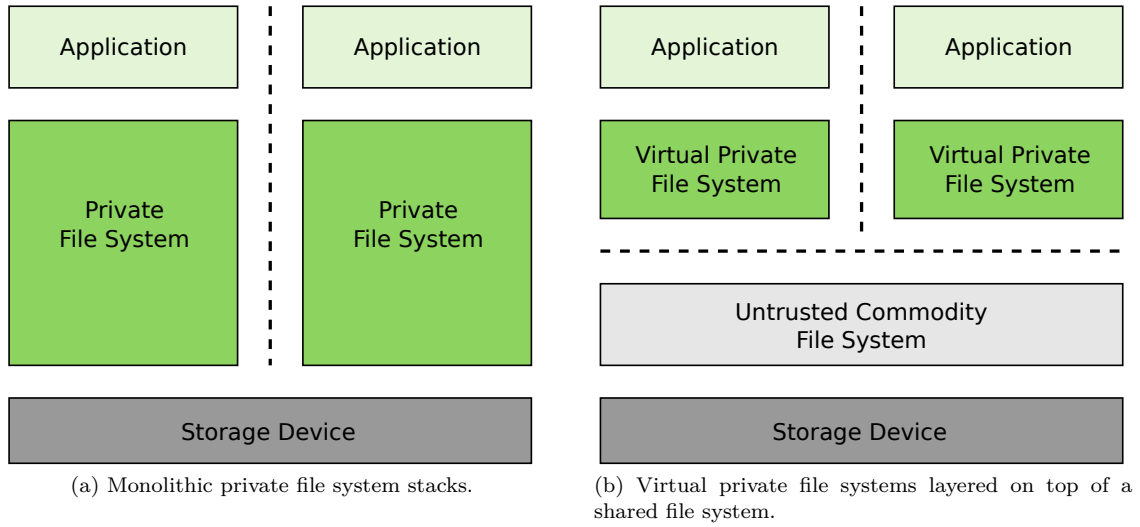 Application
Application
Private
File System
Private
File System
Storage Device
(a) Monolithic private file system stacks.
Application
Application
Virtual Private
File System
Virtual Private
File System
Untrusted Commodity
File System
Storage Device
(b) Virtual private file systems layered on top of a
shared file system.